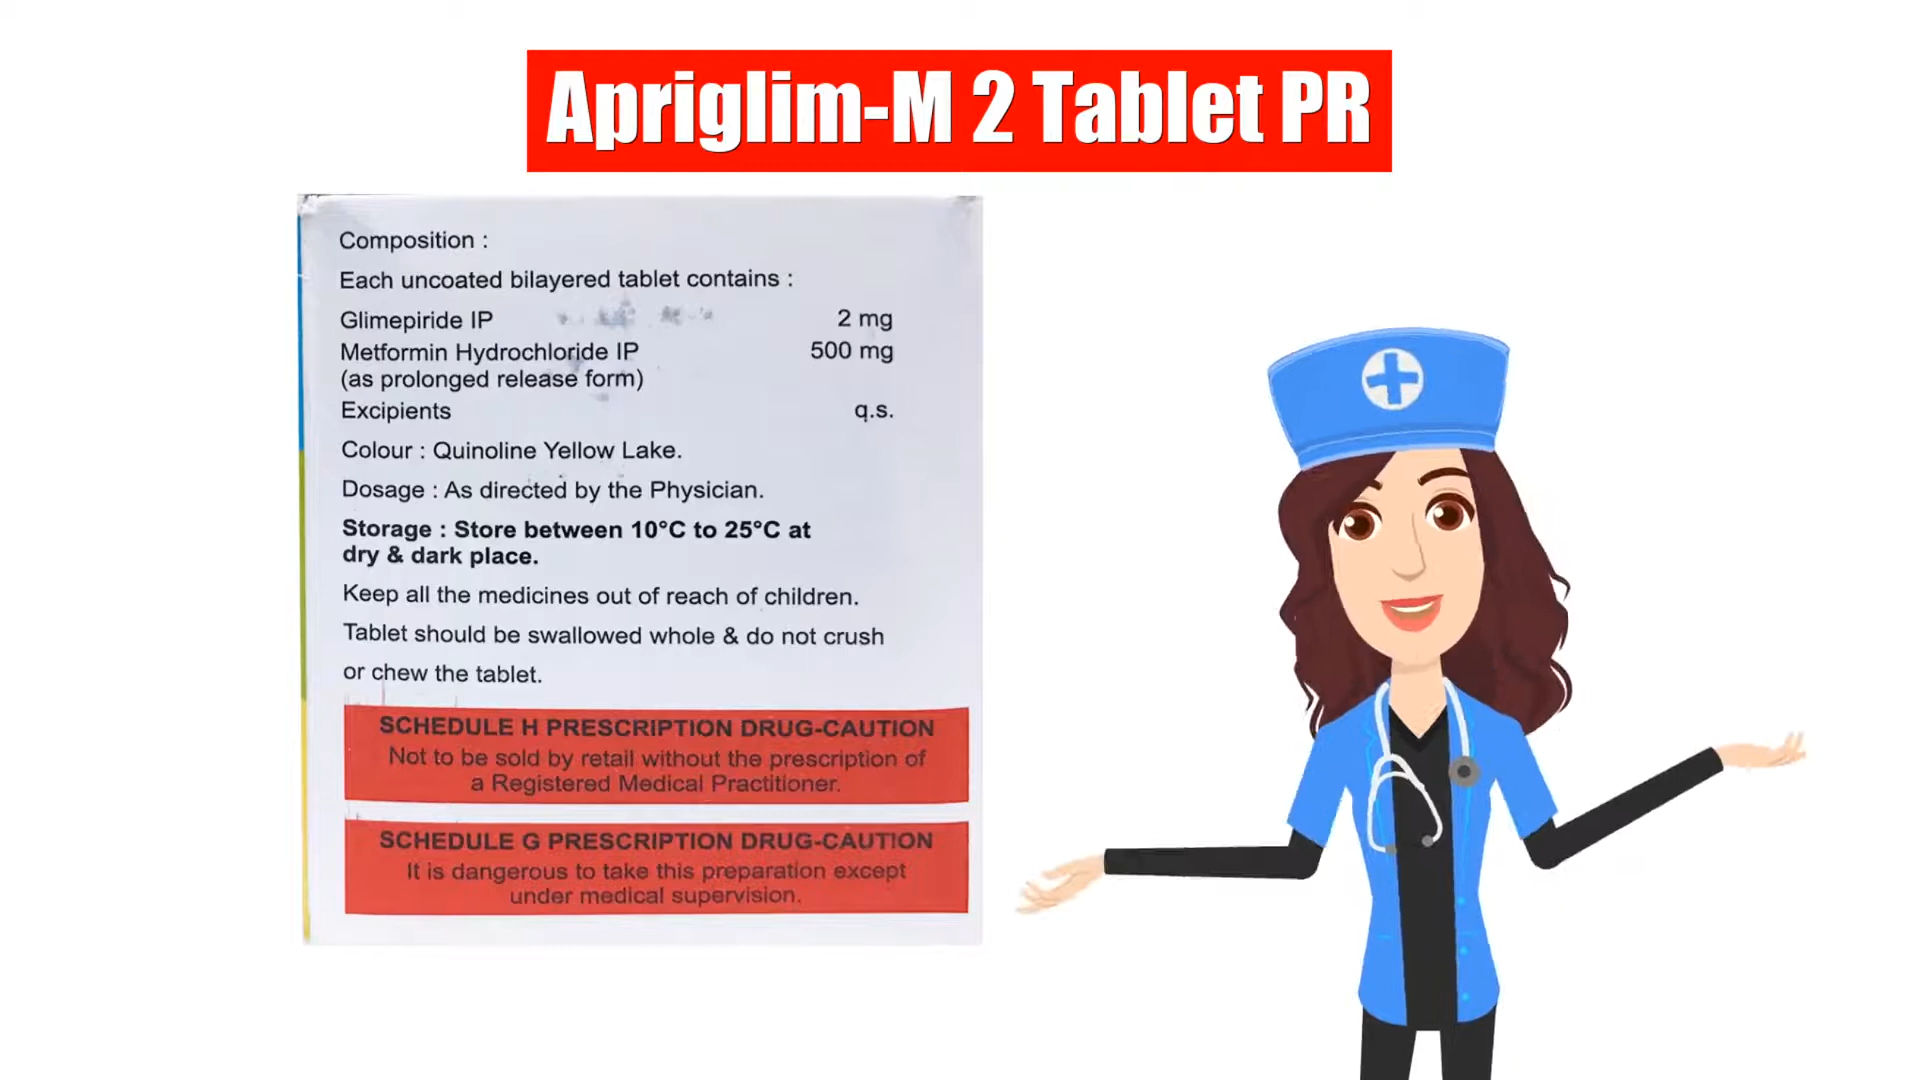 Apriglim-M 2 Tablet PR
Composition :
Each uncoated bilayered tablet contains :
Glimepiride IP 2 mg
Metformin Hydrochloride IP 500 mg
(as prolonged release form)
Excipients q.s.
Colour : Quinoline Yellow Lake.
Dosage : As directed by the Physician.
Storage : Store between 10°C to 25°C at
dry & dark place.
Keep all the medicines out of reach of children.
Tablet should be swallowed whole & do not crush
or chew the tablet.
SCHEDULE H PRESCRIPTION DRUG-CAUTION
Not to be sold by retail without the prescription of
a Registered Medical Practitioner.
SCHEDULE G PRESCRIPTION DRUG-CAUTION
It is dangerous to take this preparation except
under medical supervision.